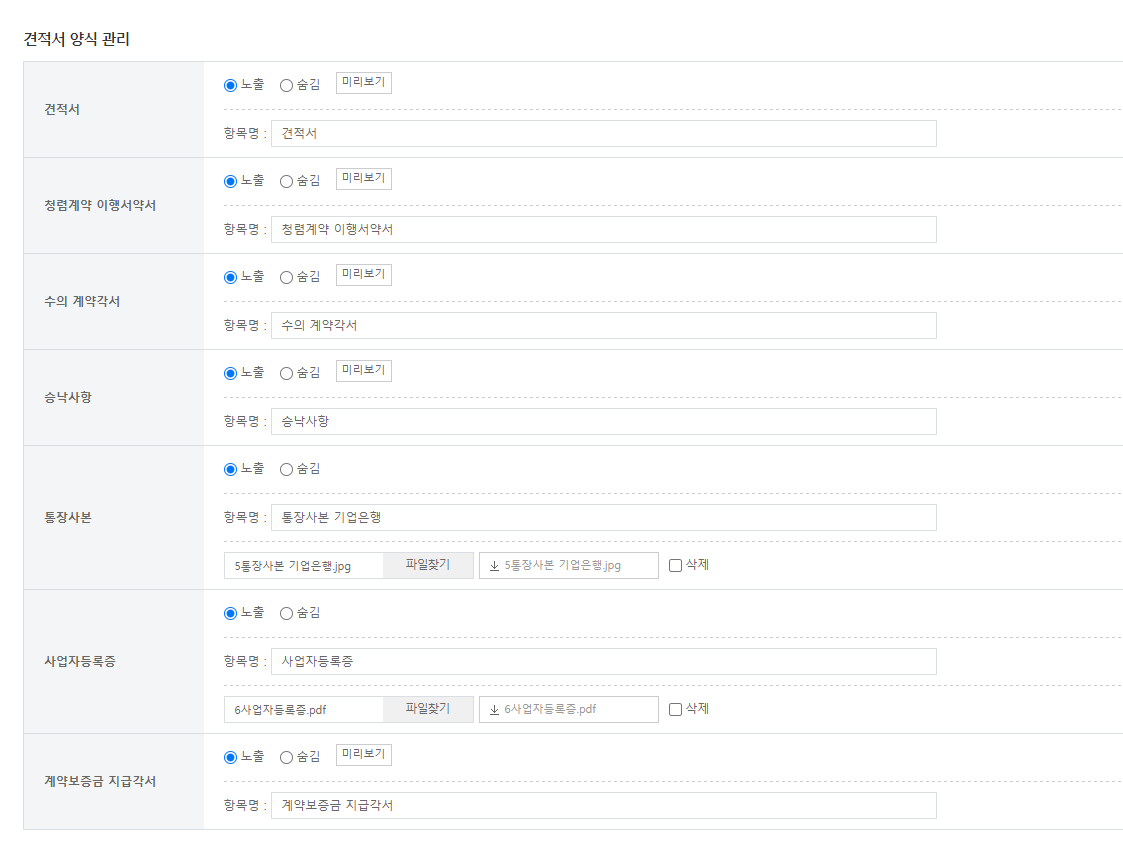 견적서 양식 관리
노출 숨김 미리보기
견적서
항목명 : 견적서
노출 숨김 미리보기
청렴계약 이행서약서
항목명 : 청렴계약 이행서약서
노출 숨김 미리보기
수의 계약각서
항목명 : 수의 계약각서
노출 숨김 미리보기
승낙사항
항목명 : 승낙사항
노출 숨김
통장사본
항목명 : 통장사본 기업은행
5통장사본 기업은행.jpg 파일찾기 5통장사본 기업은행.jpg 삭제
노출 숨김
사업자등록증
항목명 : 사업자등록증
6사업자등록증.pdf 파일찾기 6사업자등록증.pdf 삭제
노출 숨김 미리보기
계약보증금 지급각서
항목명 : 계약보증금 지급각서